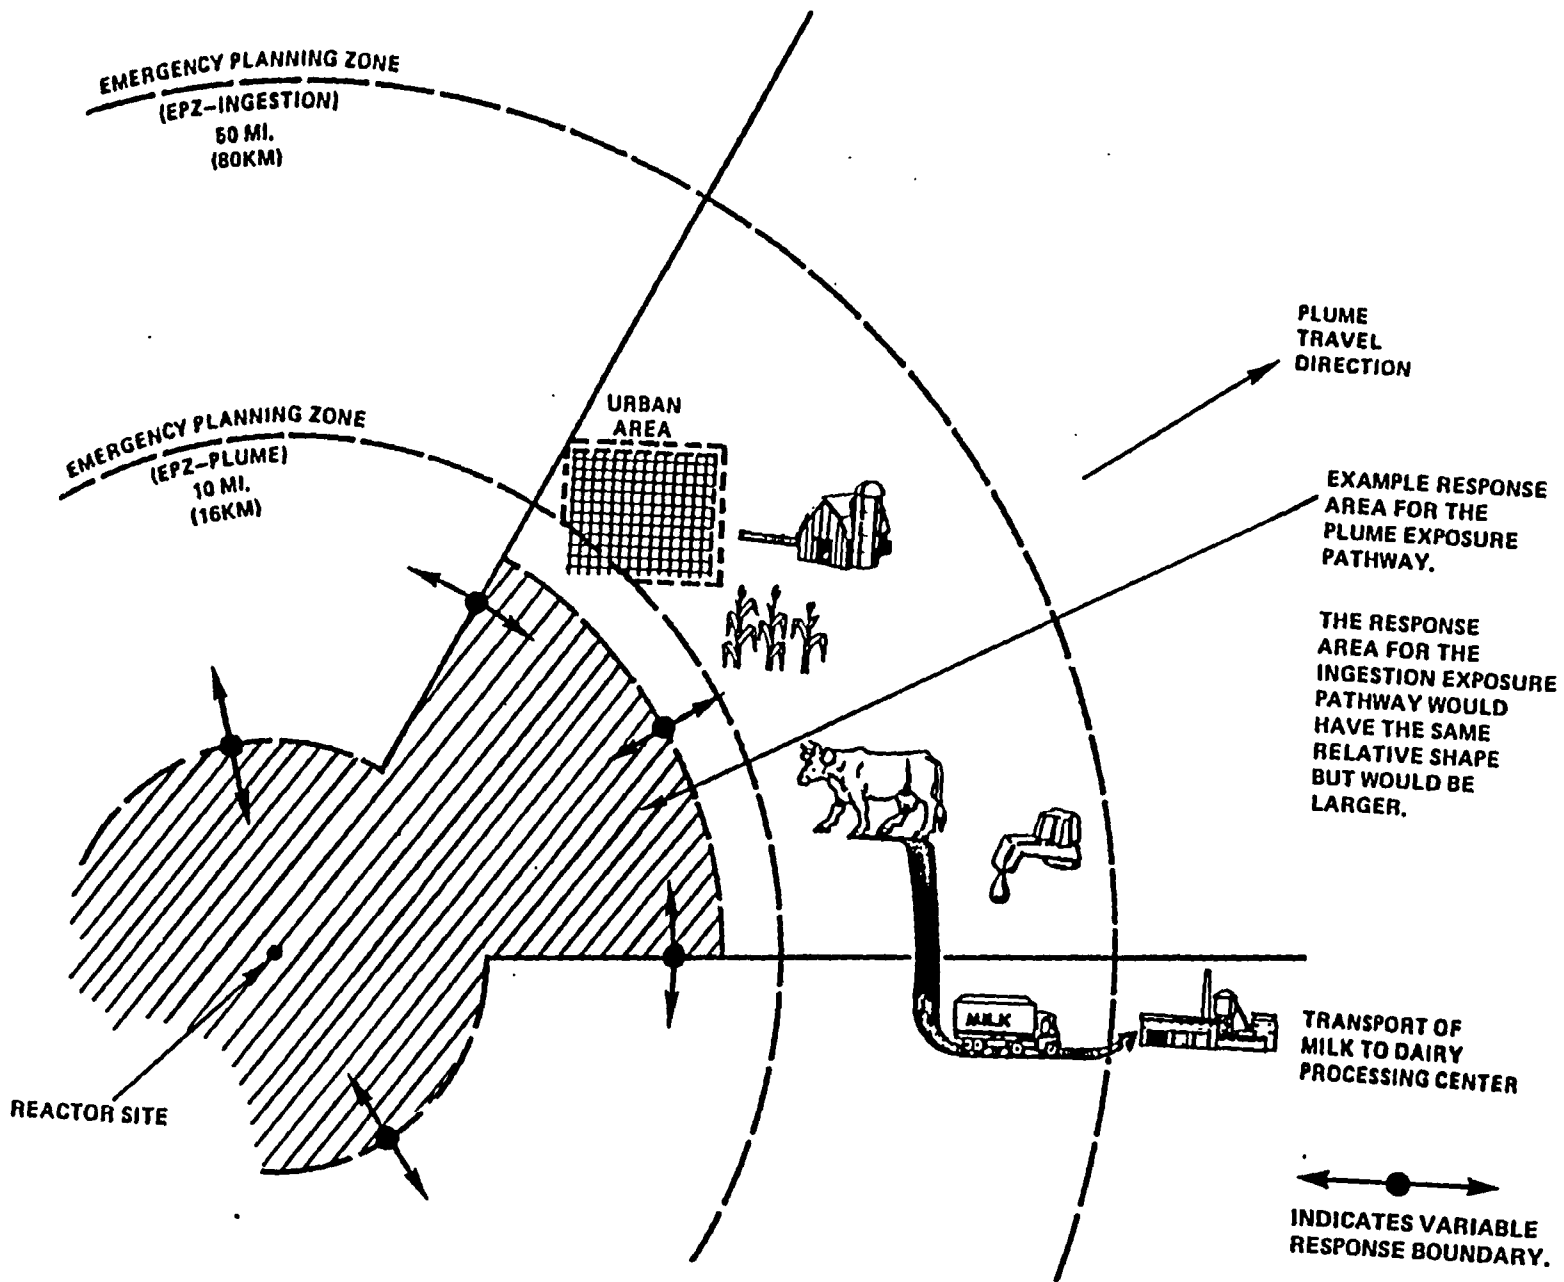 EMERGENCY PLANNING ZONE
(EPZ-INGESTION)
50 MI.
(80KM)
EMERGENCY PLANNING ZONE
(EPZ-PLUME)
10 MI.
(16KM)
URBAN
AREA
PLUME
TRAVEL
DIRECTION
EXAMPLE RESPONSE
AREA FOR THE
PLUME EXPOSURE
PATHWAY.
THE RESPONSE
AREA FOR THE
INGESTION EXPOSURE
PATHWAY WOULD
HAVE THE SAME
RELATIVE SHAPE
BUT WOULD BE
LARGER.
MILK
TRANSPORT OF
MILK TO DAIRY
PROCESSING CENTER
REACTOR SITE
INDICATES VARIABLE
RESPONSE BOUNDARY.